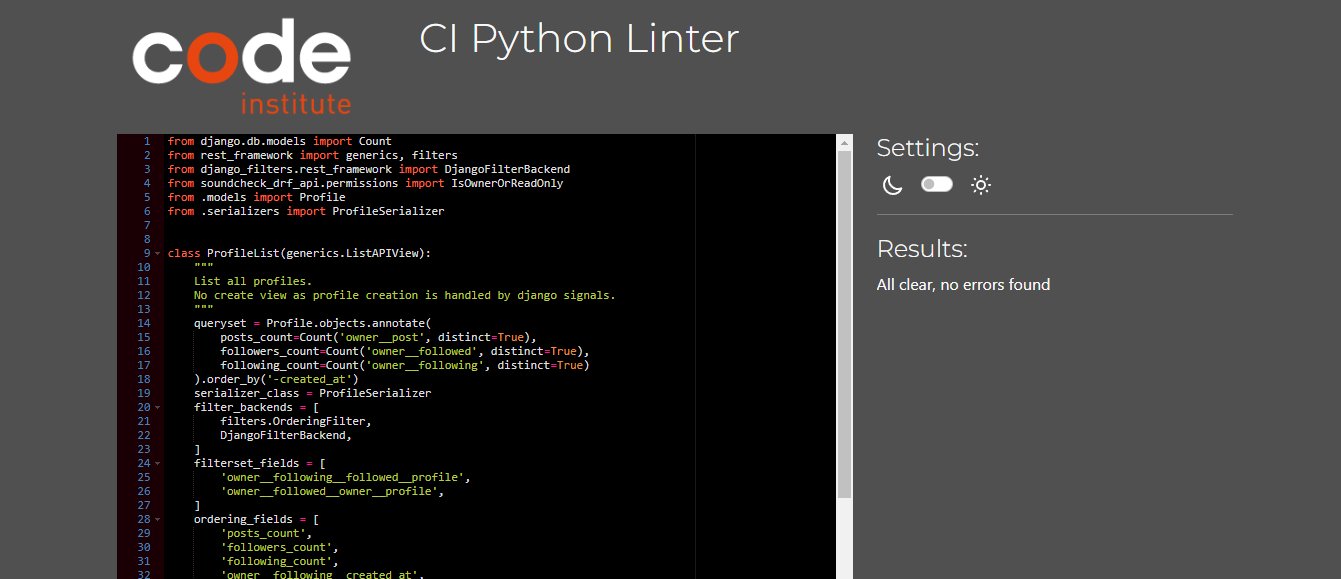 code
institute
CI Python Linter
1 from django.db.models import Count
2 from rest_framework import generics, filters
3 from django_filters.rest_framework import DjangoFilterBackend
4 from soundcheck_drf_api.permissions import IsOwnerOrReadOnly
5 from .models import Profile
6 from .serializers import ProfileSerializer
7
8
9 class ProfileList(generics.ListAPIView):
10     """
11     List all profiles.
12     No create view as profile creation is handled by django signals.
13     """
14     queryset = Profile.objects.annotate(
15         posts_count=Count('owner__post', distinct=True),
16         followers_count=Count('owner__followed', distinct=True),
17         following_count=Count('owner__following', distinct=True)
18     ).order_by('-created_at')
19     serializer_class = ProfileSerializer
20     filter_backends = [
21         filters.OrderingFilter,
22         DjangoFilterBackend,
23     ]
24     filterset_fields = [
25         'owner__following__followed__profile',
26         'owner__followed__owner__profile',
27     ]
28     ordering_fields = [
29         'posts_count',
30         'followers_count',
31         'following_count',
32         'owner__following__created_at',
Settings:
Results:
All clear, no errors found